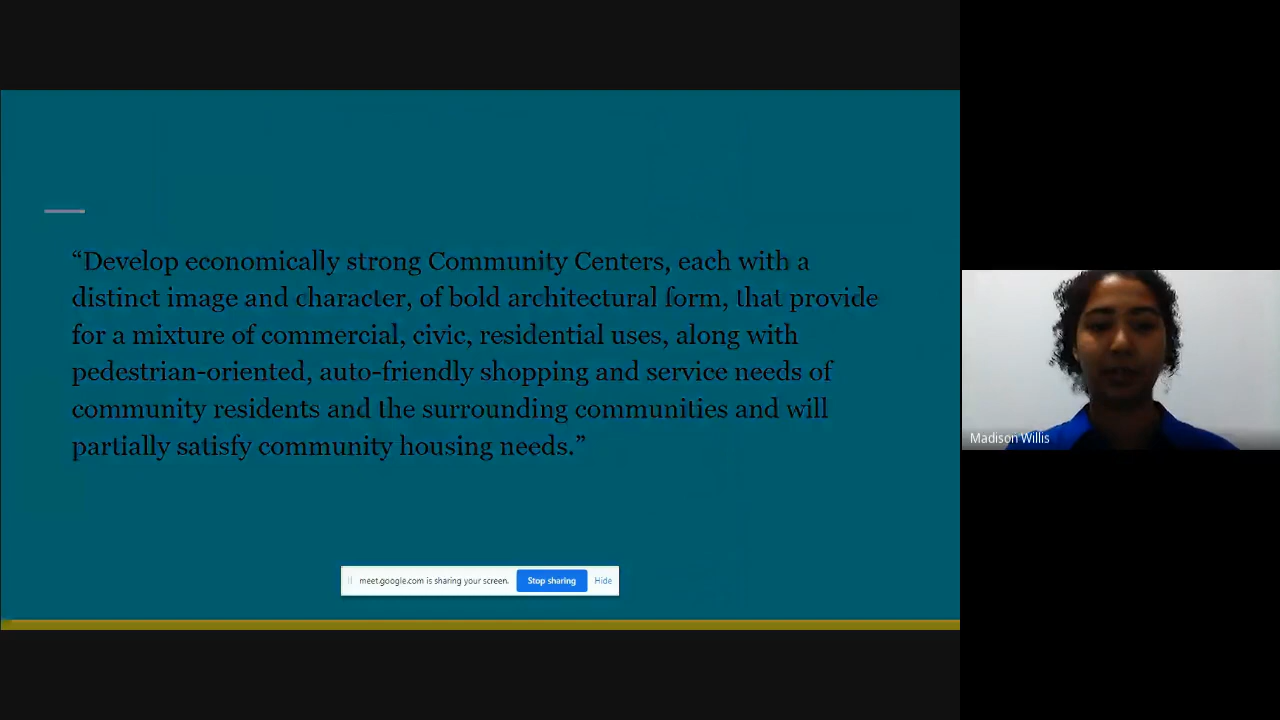 “Develop economically strong Community Centers, each with a
distinct image and character, of bold architectural form, that provide
for a mixture of commercial, civic, residential uses, along with
pedestrian-oriented, auto-friendly shopping and service needs of
community residents and the surrounding communities and will
partially satisfy community housing needs.”
meet.google.com is sharing your screen. Stop sharing Hide
Madison Willis